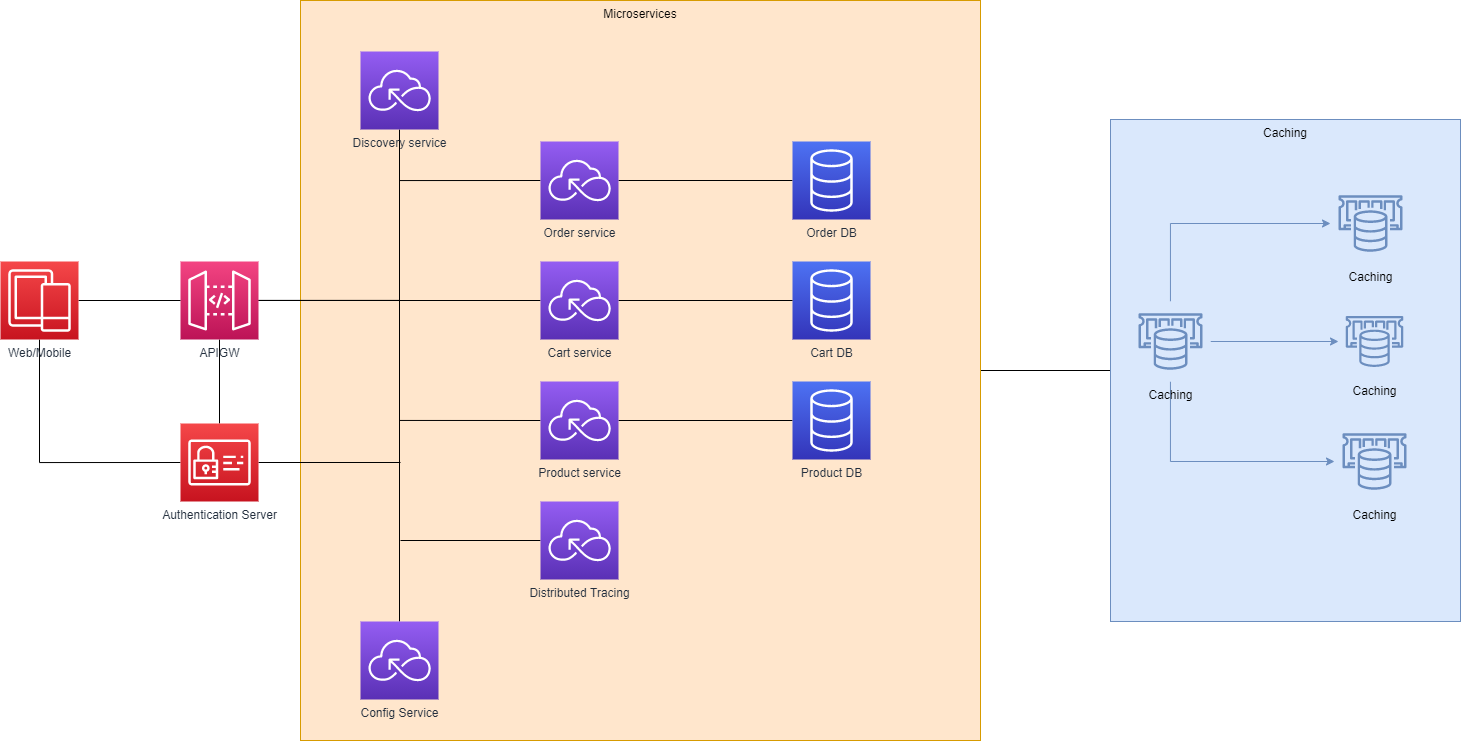 Microservices
Discovery service
Caching
Order service
Order DB
Caching
Web/Mobile
APIGW
Cart service
Cart DB
Caching
Caching
Product service
Product DB
Authentication Server
Caching
Distributed Tracing
Config Service